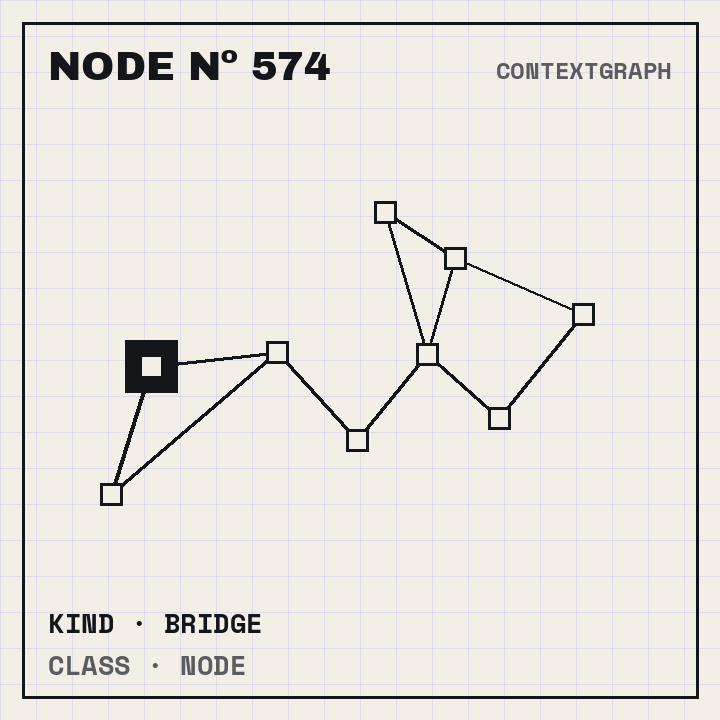 NODE Nº 574
CONTEXTGRAPH
KIND · BRIDGE
CLASS · NODE